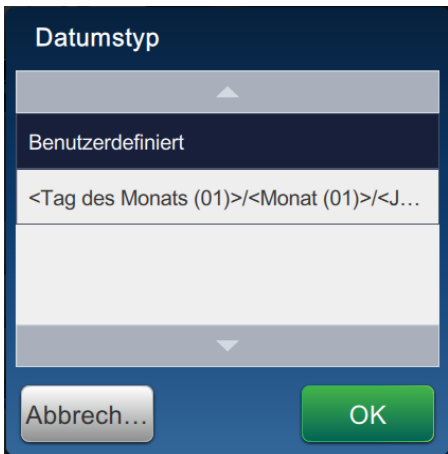 Datumstyp
Benutzerdefiniert
<Tag des Monats (01)>/<Monat (01)>/<J...
Abbrech...
OK